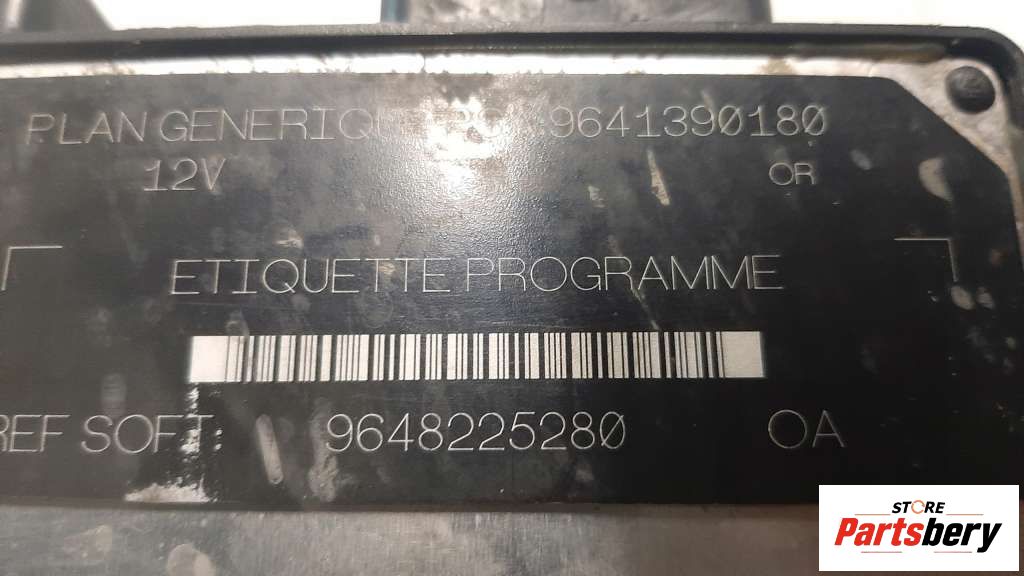 PLAN GENERIQUE 9641390180
12V OR
ETIQUETTE PROGRAMME
REF SOFT: 9648225280 OA
STORE
Partsbery